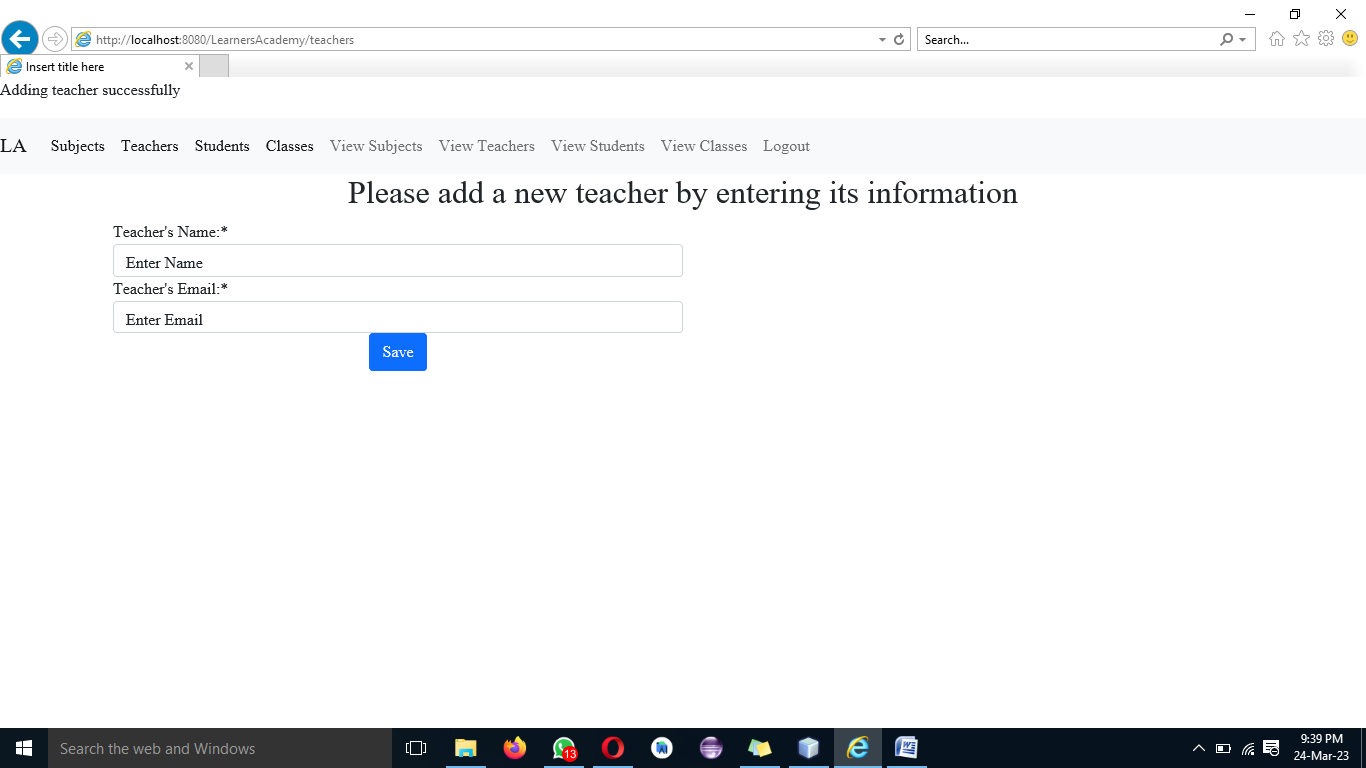 http://localhost:8080/LearnersAcademy/teachers
Search...
Insert title here
Adding teacher successfully
LA Subjects Teachers Students Classes View Subjects View Teachers View Students View Classes Logout
Please add a new teacher by entering its information
Teacher's Name:*
Enter Name
Teacher's Email:*
Enter Email
Save
Search the web and Windows
13
9:39 PM
24-Mar-23